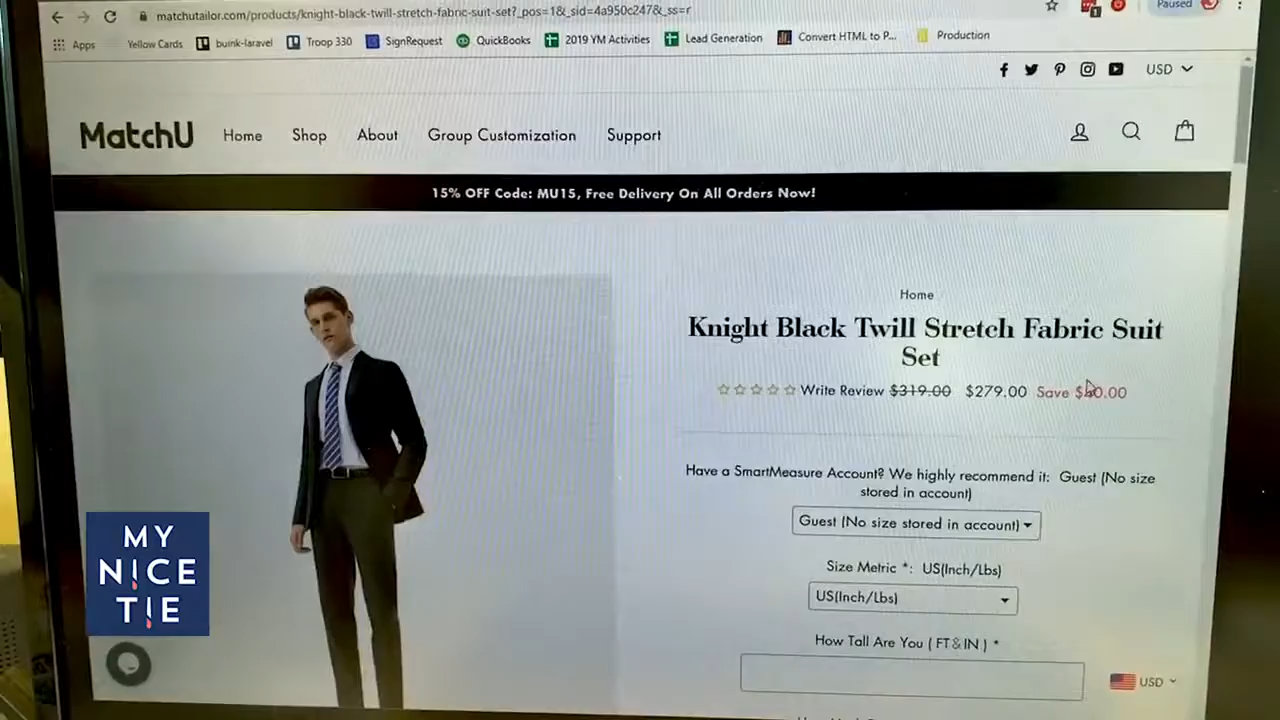 matchutailor.com/products/knight-black-twill-stretch-fabric-suit-set?_pos=1&_sid=4a950c247&_ss=r
Paused
Apps Yellow Cards buink-laravel Troop 330 SignRequest QuickBooks 2019 YM Activities Lead Generation Convert HTML to P... Production
USD
MatchU Home Shop About Group Customization Support
15% OFF Code: MU15, Free Delivery On All Orders Now!
Home
Knight Black Twill Stretch Fabric Suit
Set
Write Review $319.00 $279.00 Save
Have a SmartMeasure Account? We highly recommend it: Guest (No size
stored in account)
Guest (No size stored in account)
Size Metric *: US(Inch/Lbs)
US(Inch/Lbs)
How Tall Are You ( FT&IN ) *
USD
MY
NICE
TIE